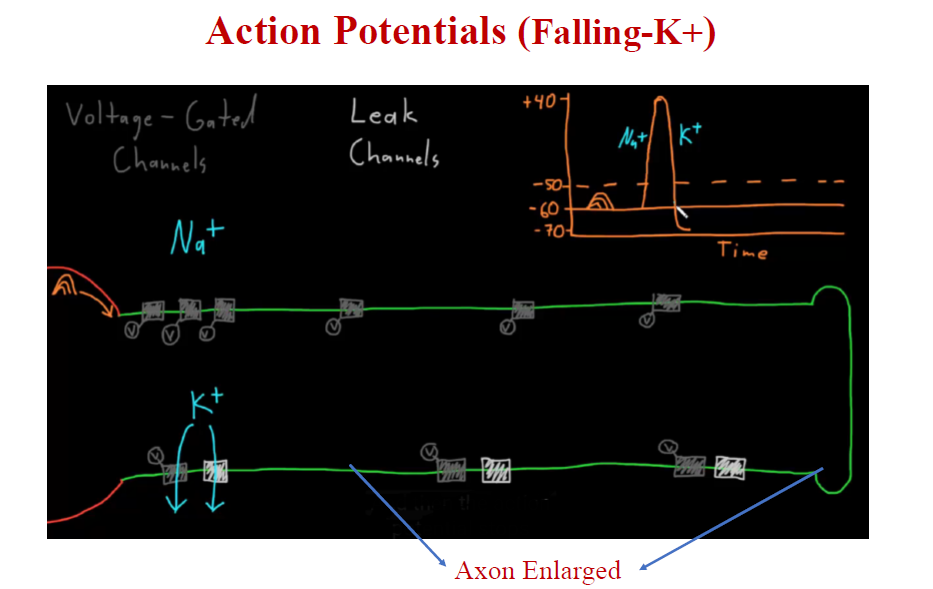 Action Potentials (Falling-K+)
Voltage-Gated
Channels
Leak
Channels
+40
Na+
K+
-50
-60
-70
Time
Na+
V
V
V
V
V
V
K+
V
V
V
Axon Enlarged